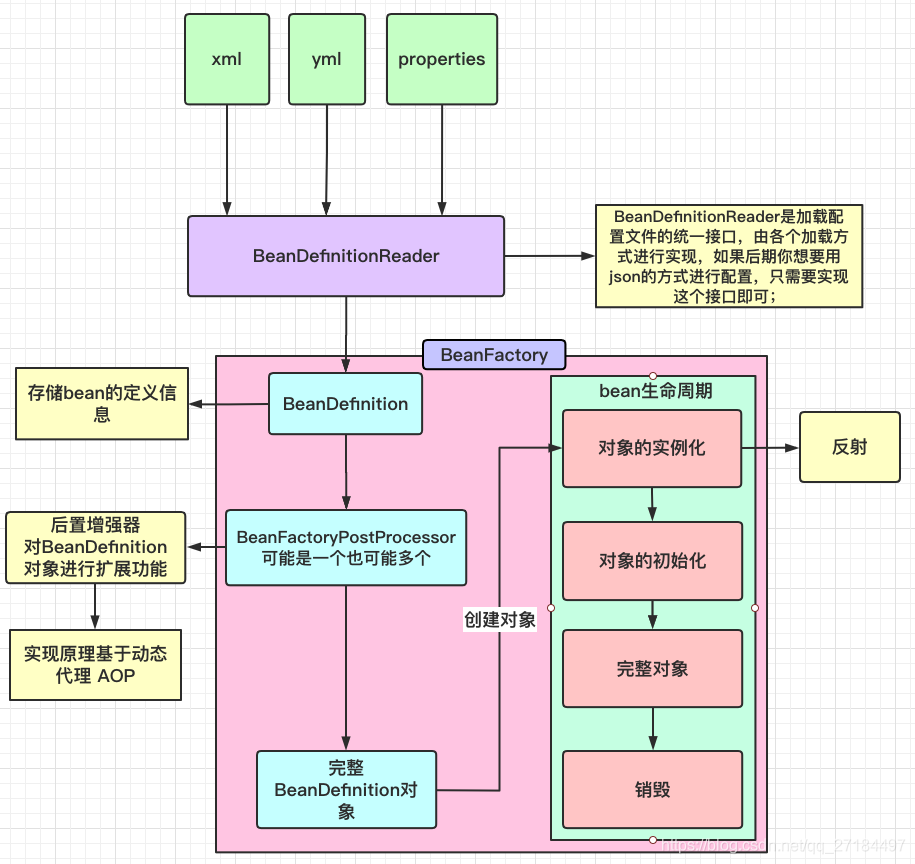 xml
yml
properties
BeanDefinitionReader
BeanDefinitionReader是加载配
置文件的统一接口，由各个加载方
式进行实现，如果后期你想要用
json的方式进行配置，只需要实现
这个接口即可；
BeanFactory
存储bean的定义信
息
BeanDefinition
bean生命周期
对象的实例化
反射
后置增强器
对BeanDefinition
对象进行扩展功能
BeanFactoryPostProcessor
可能是一个也可能多个
对象的初始化
创建对象
实现原理基于动态
代理 AOP
完整对象
完整
BeanDefinition对
象
销毁
https://blog.csdn.net/qq_27184497